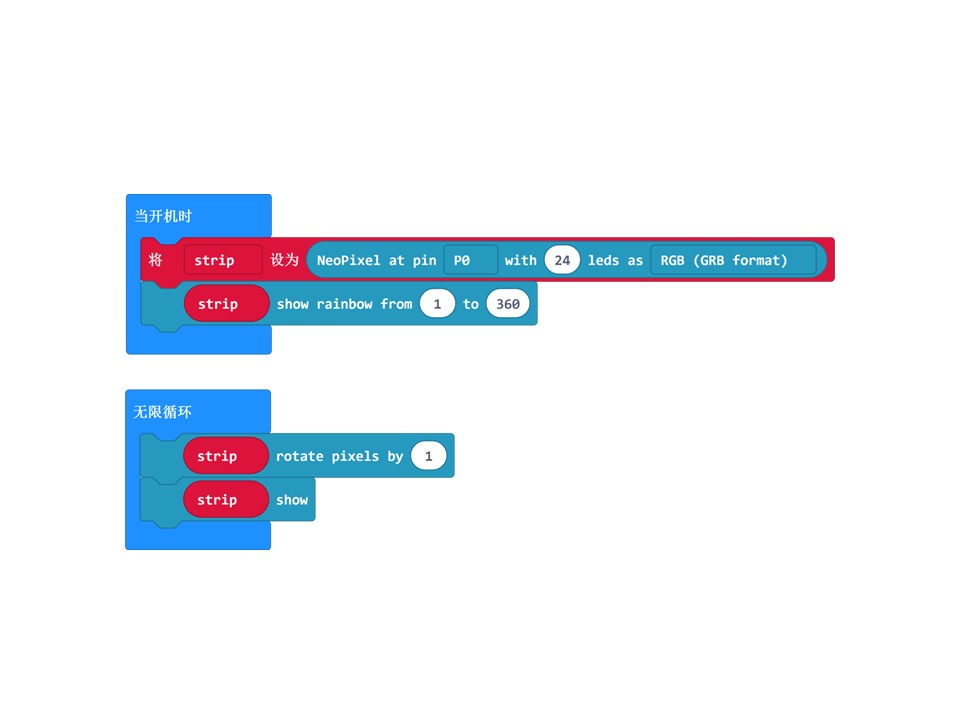 当开机时
将 strip 设为 NeoPixel at pin P0 with 24 leds as RGB (GRB format)
strip show rainbow from 1 to 360
无限循环
strip rotate pixels by 1
strip show